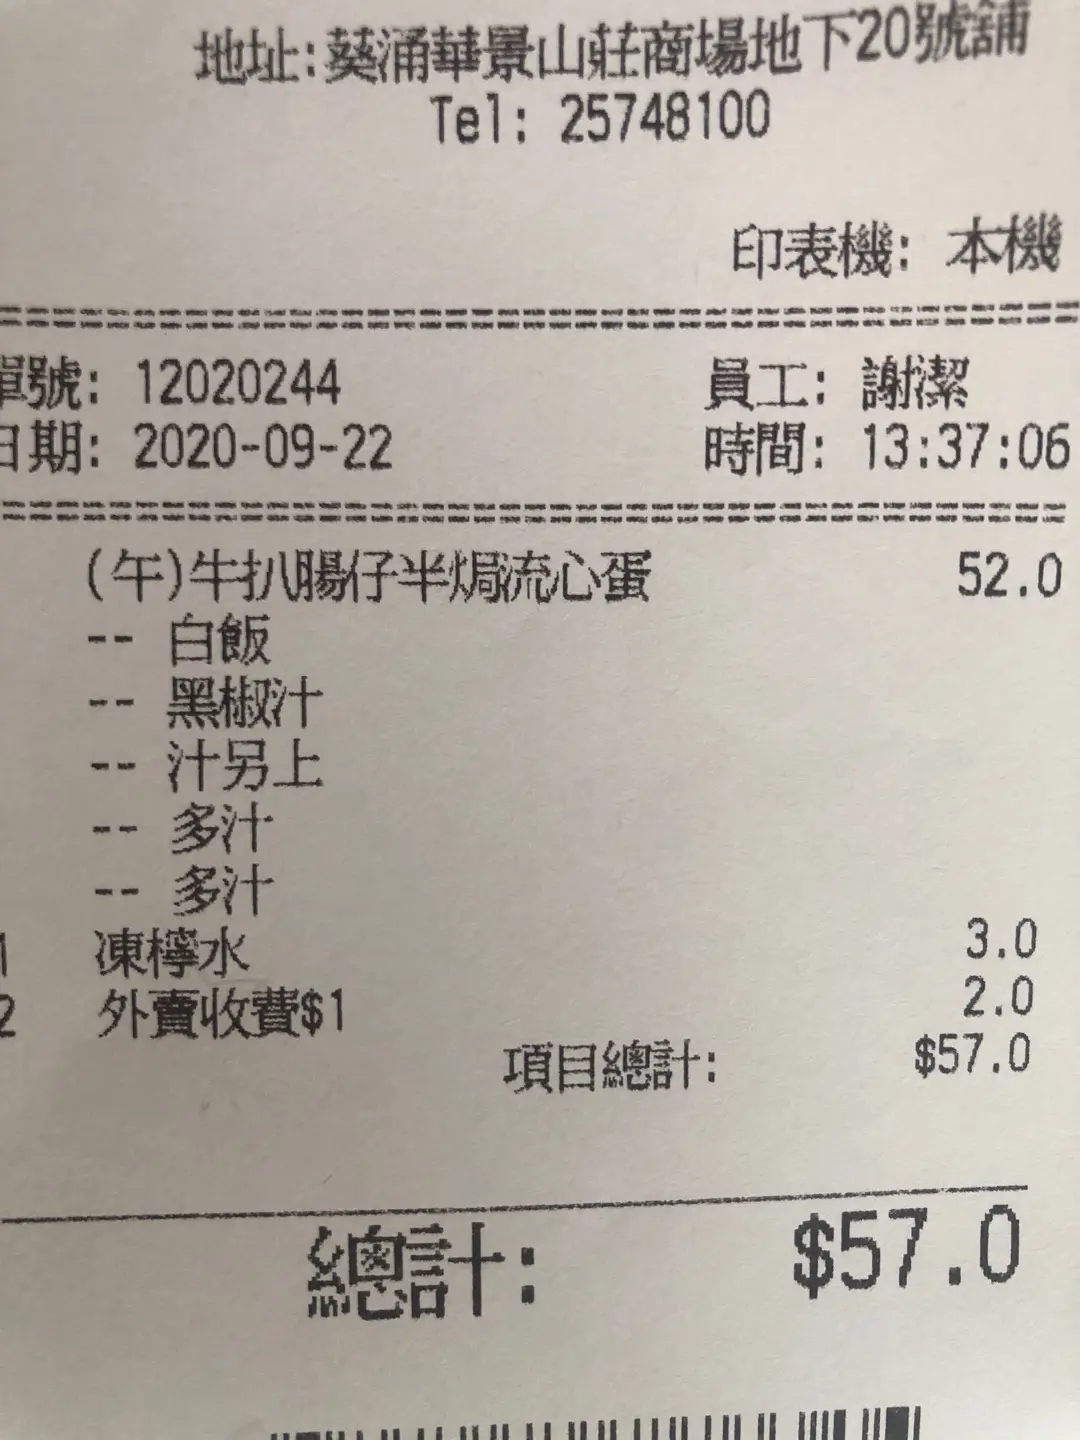 地址:葵涌華景山莊商場地下20號舖
Tel: 25748100
印表機: 本機
單號: 12020244 員工: 謝潔
日期: 2020-09-22 時間: 13:37:06
(午)牛扒腸仔半焗流心蛋 52.0
-- 白飯
-- 黑椒汁
-- 汁另上
-- 多汁
-- 多汁
1 凍檸水 3.0
2 外賣收費$1 2.0
項目總計: $57.0
總計: $57.0